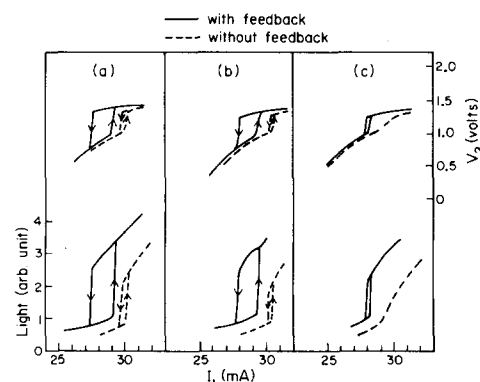 with feedback
without feedback
(a)
(b)
(c)
2.0
1.5
1.0
0.5
0
V2 (volts)
4
3
2
1
0
Light (arb unit)
25 30
25 30
25 30
I, (mA)